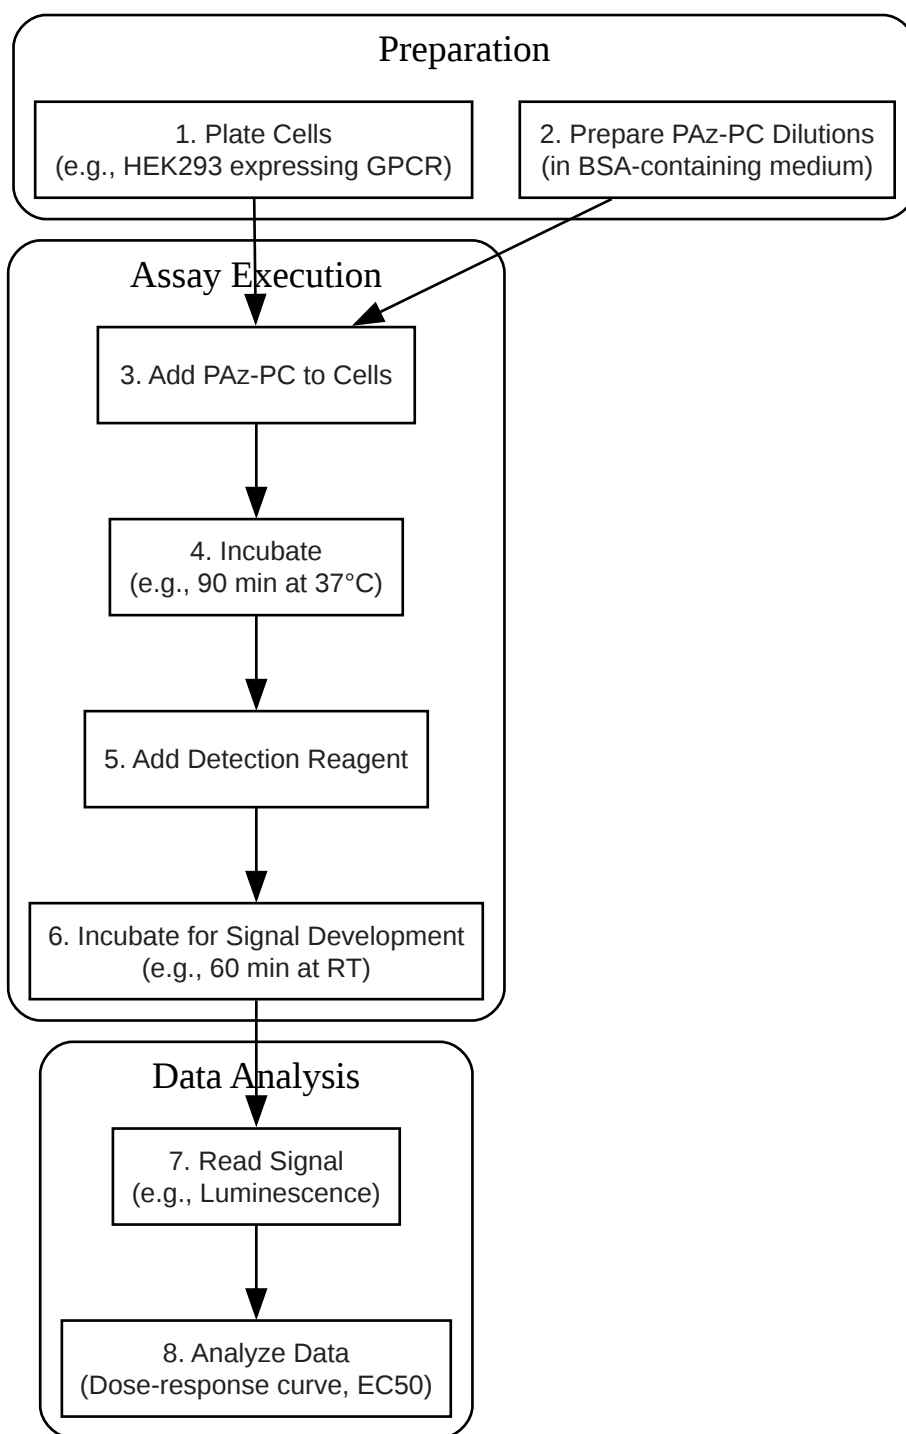 Preparation
1. Plate Cells
(e.g., HEK293 expressing GPCR)
2. Prepare PAz-PC Dilutions
(in BSA-containing medium)
Assay Execution
3. Add PAz-PC to Cells
4. Incubate
(e.g., 90 min at 37°C)
5. Add Detection Reagent
6. Incubate for Signal Development
(e.g., 60 min at RT)
Data Analysis
7. Read Signal
(e.g., Luminescence)
8. Analyze Data
(Dose-response curve, EC50)